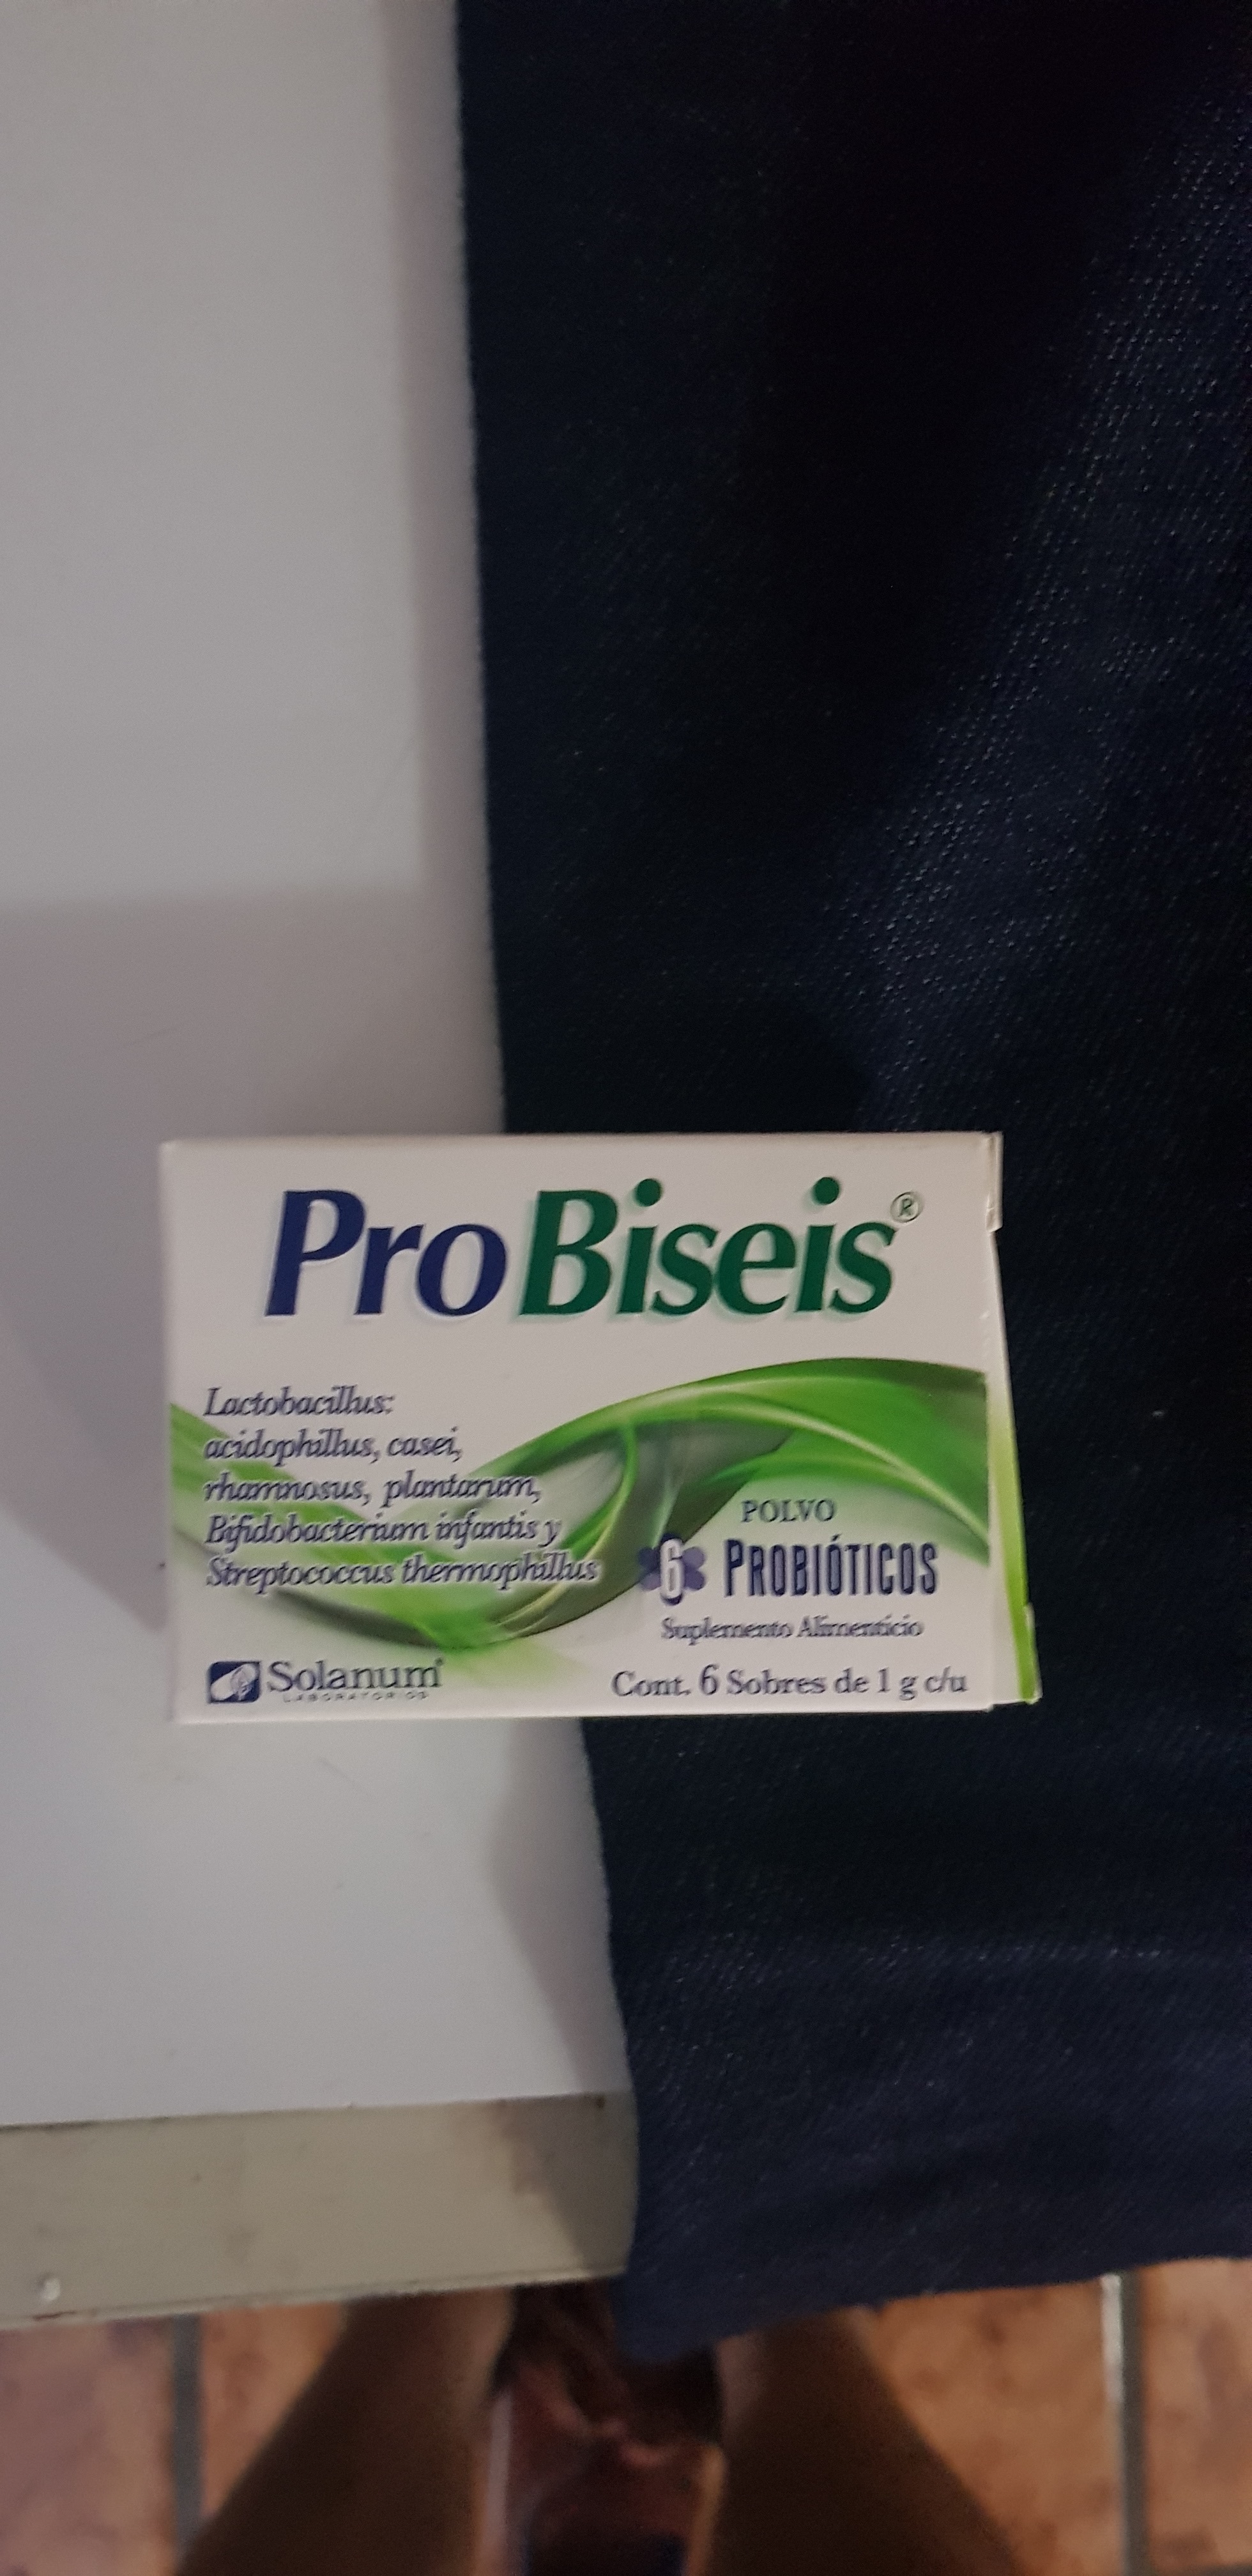 ProBiseis®
Lactobacillus:
acidophillus, casei,
rhamnosus, plantarum,
Bifidobacterium infantis y
Streptococcus thermophillus
POLVO
6 PROBIÓTICOS
Suplemento Alimenticio
Solanum®
LABORATORIOS
Cont. 6 Sobres de 1 g c/u